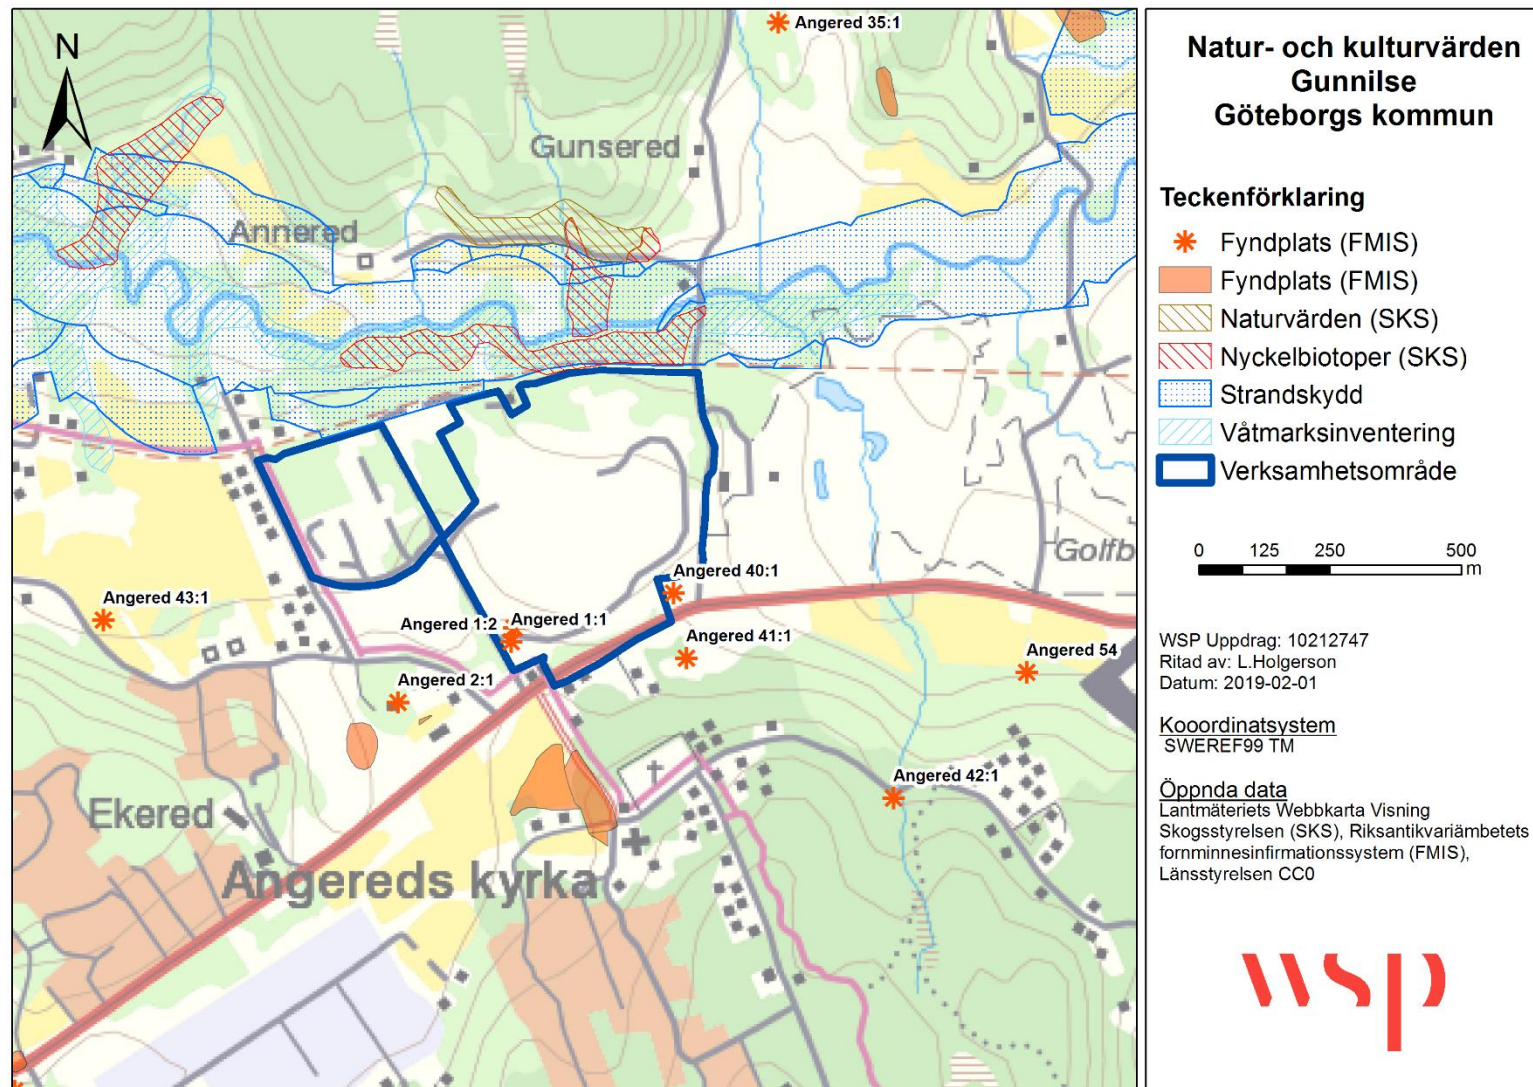 N
Angered 35:1
Gunsered
Annered
Golfb
Angered 40:1
Angered 43:1
Angered 1:2
Angered 1:1
Angered 41:1
Angered 54
Angered 2:1
Angered 42:1
Ekered
Angereds kyrka
Natur- och kulturvärden
Gunnilse
Göteborgs kommun
Teckenförklaring
Fyndplats (FMIS)
Fyndplats (FMIS)
Naturvärden (SKS)
Nyckelbiotoper (SKS)
Strandskydd
Våtmarksinventering
Verksamhetsområde
0 125 250 500
m
WSP Uppdrag: 10212747
Ritad av: L.Holgerson
Datum: 2019-02-01
Kooordinatsystem
SWEREF99 TM
Öppnda data
Lantmäteriets Webbkarta Visning
Skogsstyrelsen (SKS), Riksantikvariämbetets
fornminnesinfirmationssystem (FMIS),
Länsstyrelsen CC0
wsp